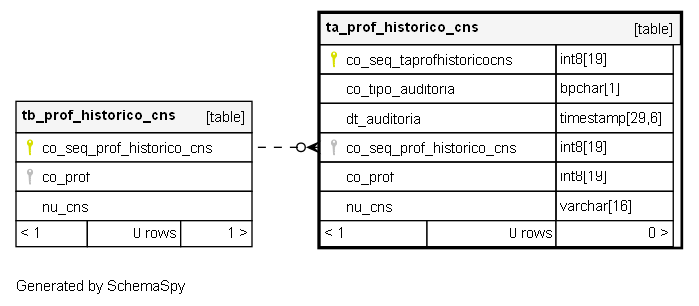 ta_prof_historico_cns [table]
co_seq_taprofhistoricocns int8[19]
co_tipo_auditoria bpchar[1]
dt_auditoria timestamp[29,6]
co_seq_prof_historico_cns int8[19]
co_prof int8[19]
nu_cns varchar[16]
< 1 0 rows 0 >
tb_prof_historico_cns [table]
co_seq_prof_historico_cns
co_prof
nu_cns
< 1 0 rows 1 >
Generated by SchemaSpy